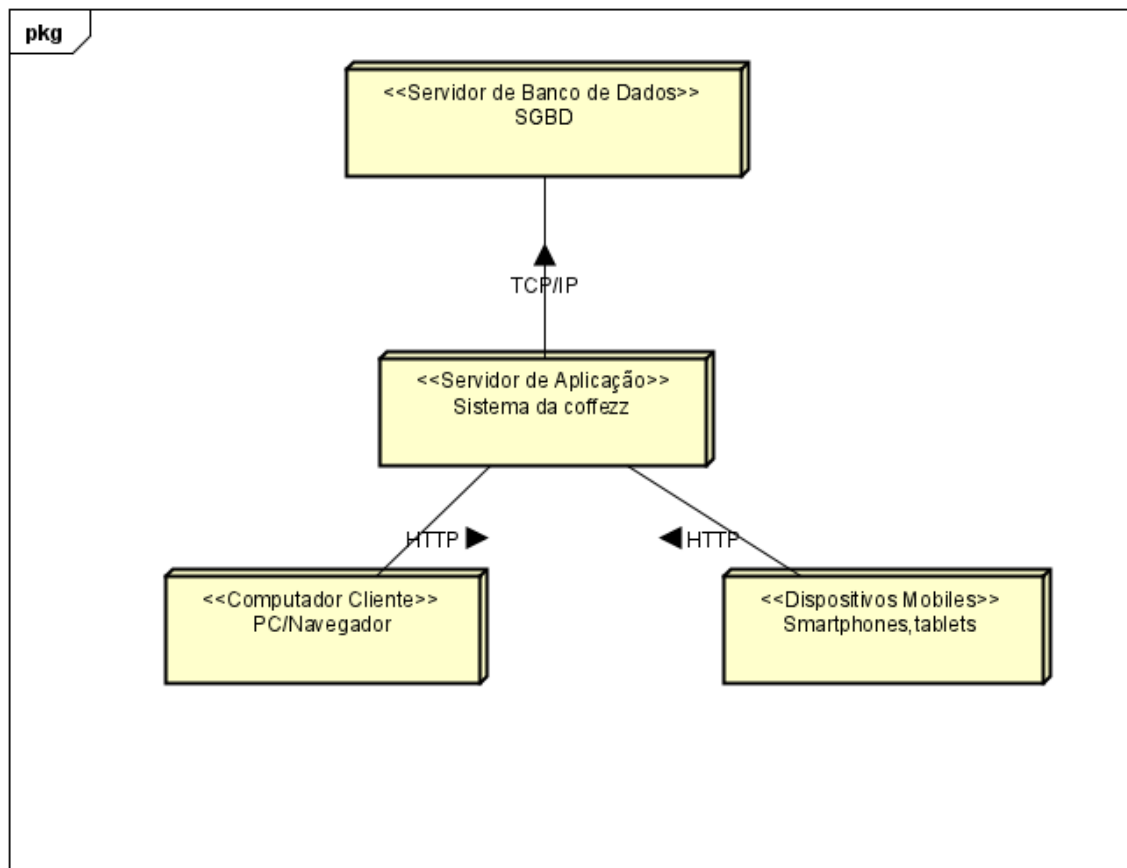 pkg
<<Servidor de Banco de Dados>>
SGBD
TCP/IP
<<Servidor de Aplicação>>
Sistema da coffezz
HTTP
HTTP
<<Computador Cliente>>
PC/Navegador
<<Dispositivos Mobiles>>
Smartphones,tablets